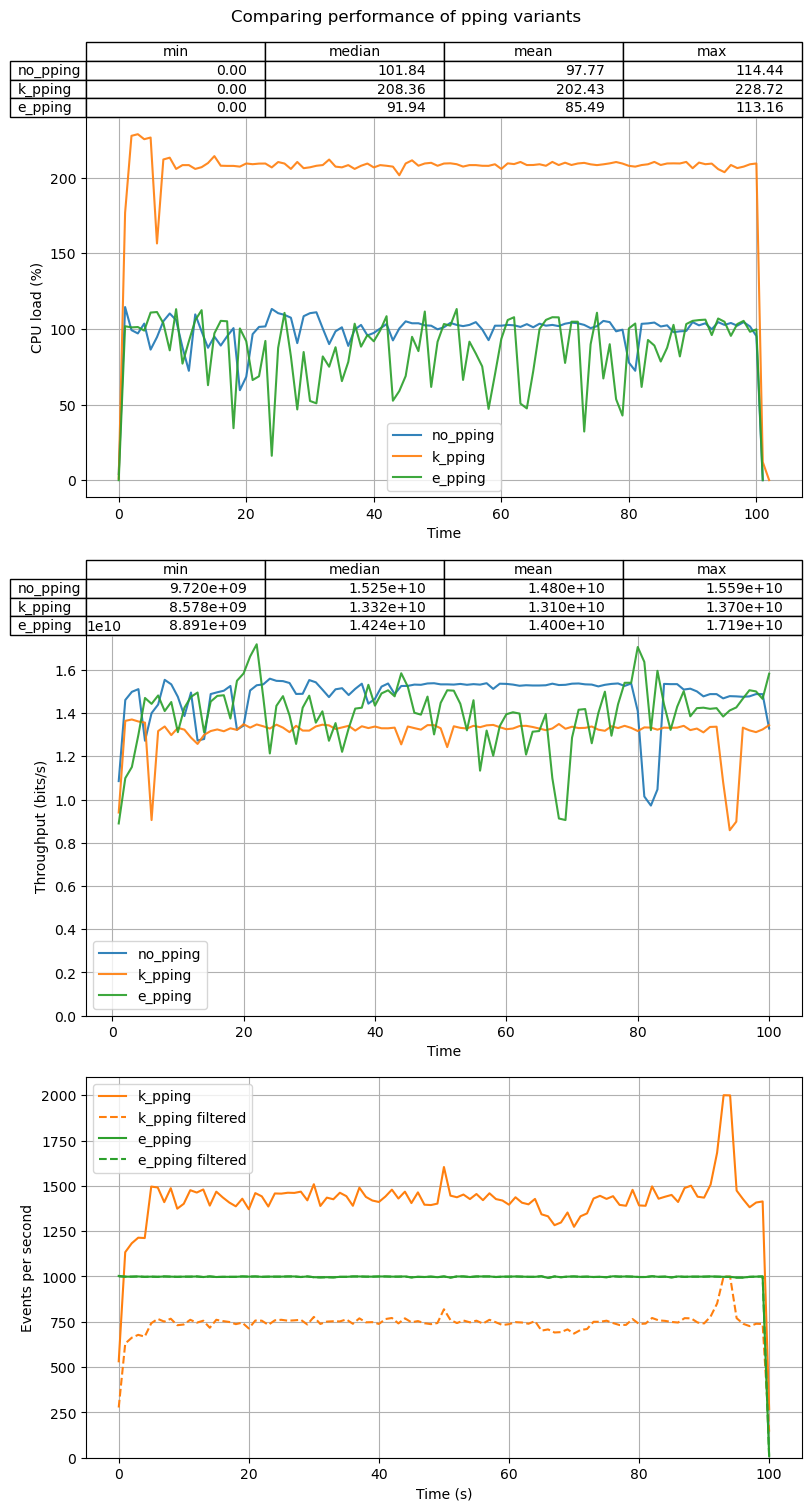 Comparing performance of pping variants
min median mean max
no_pping 0.00 101.84 97.77 114.44
k_pping 0.00 208.36 202.43 228.72
e_pping 0.00 91.94 85.49 113.16
200
150
100
50
0
CPU load (%)
no_pping
k_pping
e_pping
0 20 40 60 80 100
Time
min median mean max
no_pping 9.720e+09 1.525e+10 1.480e+10 1.559e+10
k_pping 8.578e+09 1.332e+10 1.310e+10 1.370e+10
e_pping 8.891e+09 1.424e+10 1.400e+10 1.719e+10
1e10
1.6
1.4
1.2
1.0
0.8
0.6
0.4
0.2
0.0
Throughput (bits/s)
no_pping
k_pping
e_pping
0 20 40 60 80 100
Time
2000
1750
1500
1250
1000
750
500
250
0
Events per second
k_pping
k_pping filtered
e_pping
e_pping filtered
0 20 40 60 80 100
Time (s)